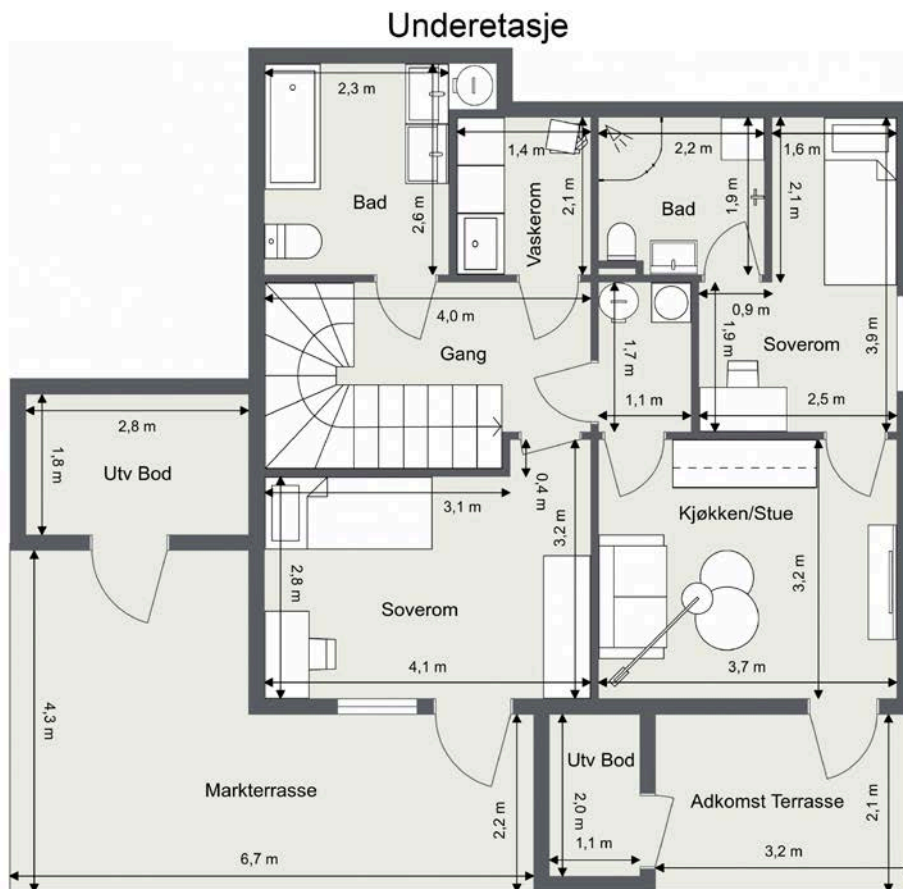 Underetasje
2,3 m
Bad
2,6 m
1,4 m
Vaskerom
2,1 m
2,2 m
Bad
1,9 m
1,6 m
2,1 m
4,0 m
Gang
1,7 m
1,1 m
0,9 m
1,9 m
Soverom
3,9 m
2,5 m
2,8 m
1,8 m
Utv Bod
3,1 m
0,4 m
3,2 m
2,8 m
Soverom
4,1 m
Kjøkken/Stue
3,2 m
3,7 m
4,3 m
Markterrasse
2,2 m
6,7 m
Utv Bod
2,0 m
1,1 m
Adkomst Terrasse
2,1 m
3,2 m